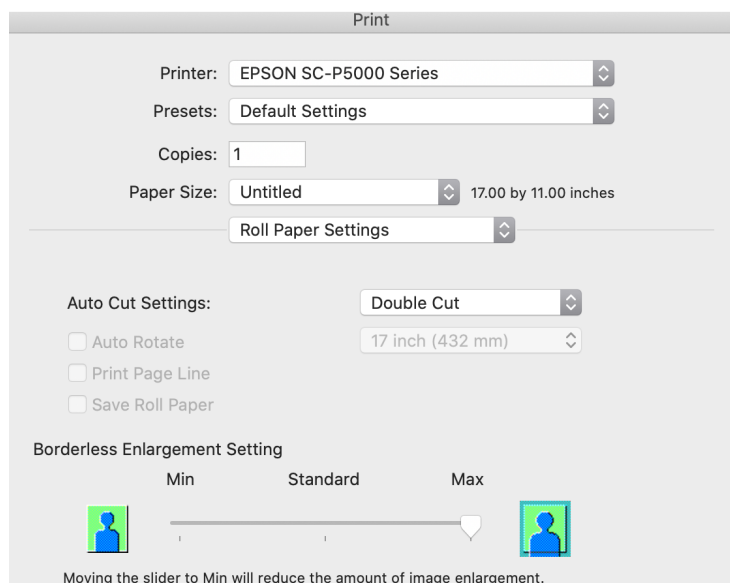 Print
Printer: EPSON SC-P5000 Series
Presets: Default Settings
Copies: 1
Paper Size: Untitled 17.00 by 11.00 inches
Roll Paper Settings
Auto Cut Settings: Double Cut
Auto Rotate 17 inch (432 mm)
Print Page Line
Save Roll Paper
Borderless Enlargement Setting
Min Standard Max
Moving the slider to Min will reduce the amount of image enlargement.